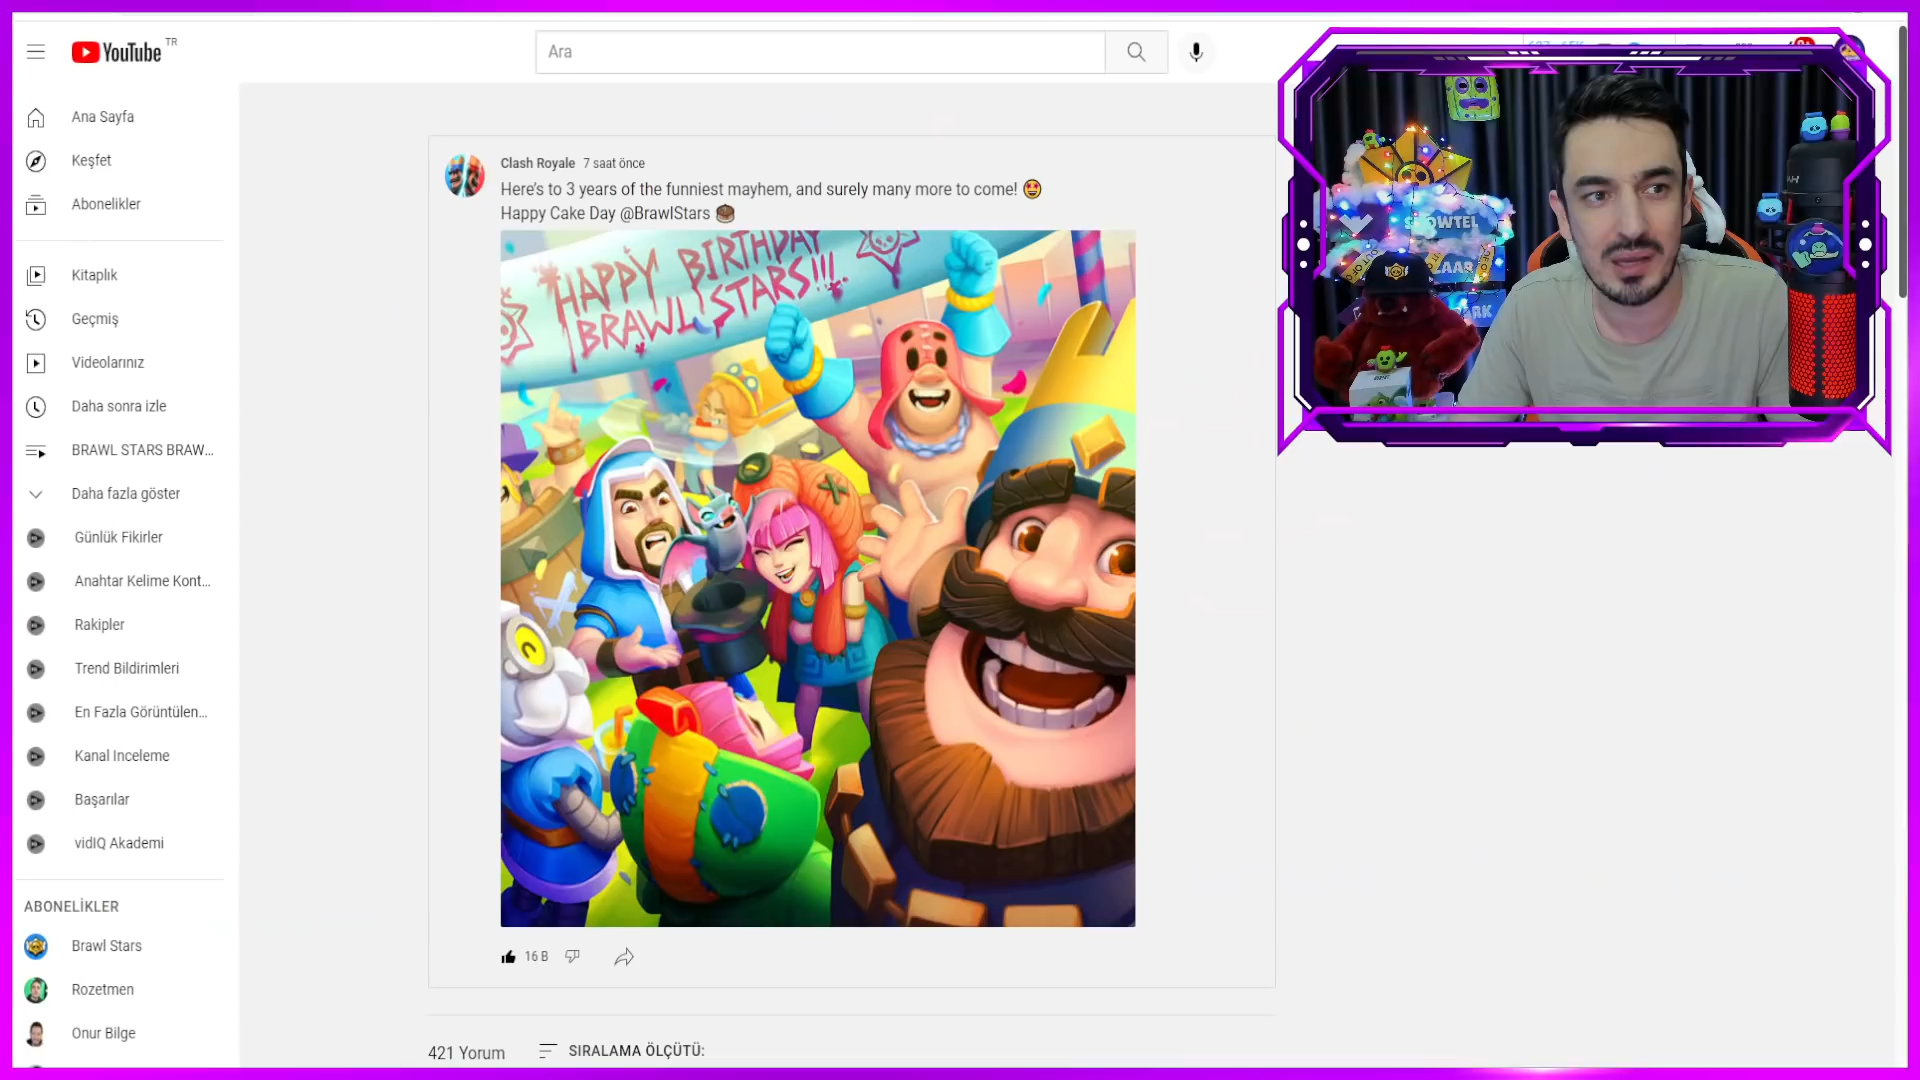 YouTube TR
Ara
Ana Sayfa
Keşfet
Abonelikler
Kitaplık
Geçmiş
Videolarınız
Daha sonra izle
BRAWL STARS BRAW...
Daha fazla göster
Günlük Fikirler
Anahtar Kelime Kont...
Rakipler
Trend Bildirimleri
En Fazla Görüntülen...
Kanal Inceleme
Başarılar
vidIQ Akademi
ABONELİKLER
Brawl Stars
Rozetmen
Onur Bilge
Clash Royale 7 saat önce
Here's to 3 years of the funniest mayhem, and surely many more to come!
Happy Cake Day @BrawlStars
HAPPY BIRTHDAY
BRAWL STARS!!!
16 B
421 Yorum
SIRALAMA ÖLÇÜTÜ: